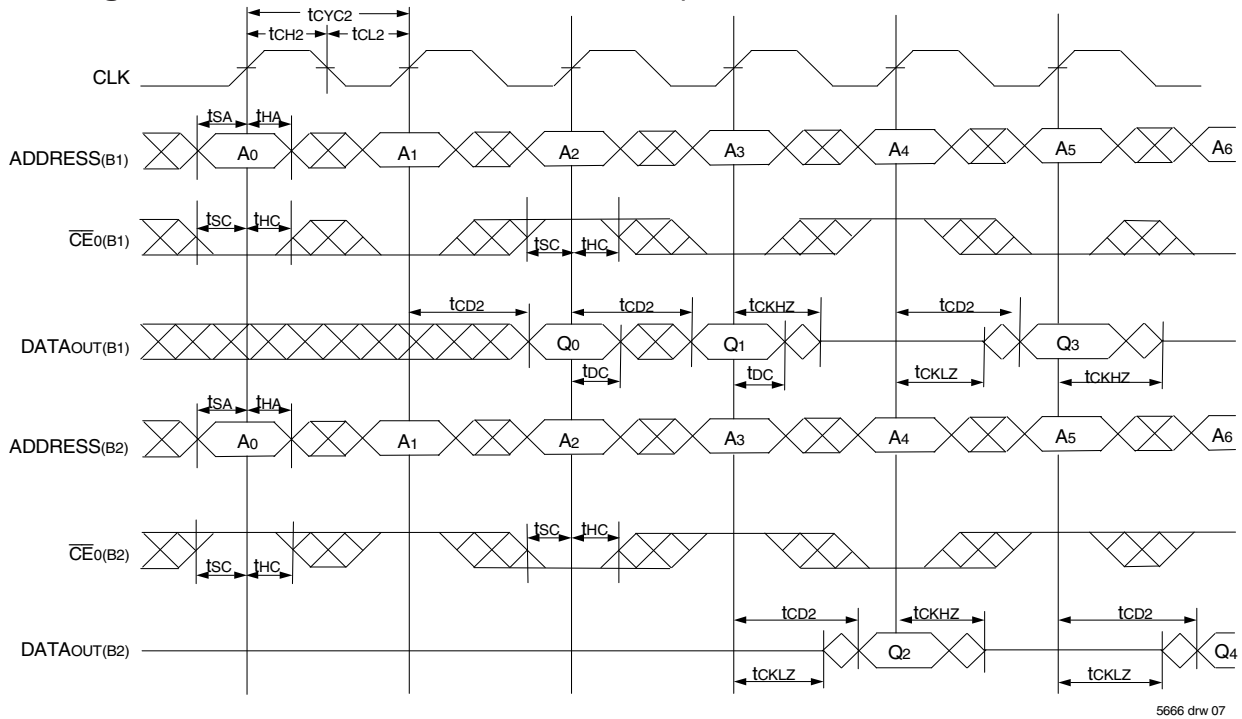 tCYC2
tCH2 tCL2
CLK
tSA tHA
ADDRESS(B1) A0 A1 A2 A3 A4 A5 A6
tSC tHC
CE0(B1)
tSC tHC
tCD2 tCD2 tCKHZ tCD2
DATAOUT(B1) Q0 Q1 Q3
tDC tDC tCKLZ tCKHZ
tSA tHA
ADDRESS(B2) A0 A1 A2 A3 A4 A5 A6
tSC tHC
CE0(B2)
tSC tHC
tCD2 tCKHZ tCD2
DATAOUT(B2) Q2 Q4
tCKLZ tCKLZ
5666 drw 07